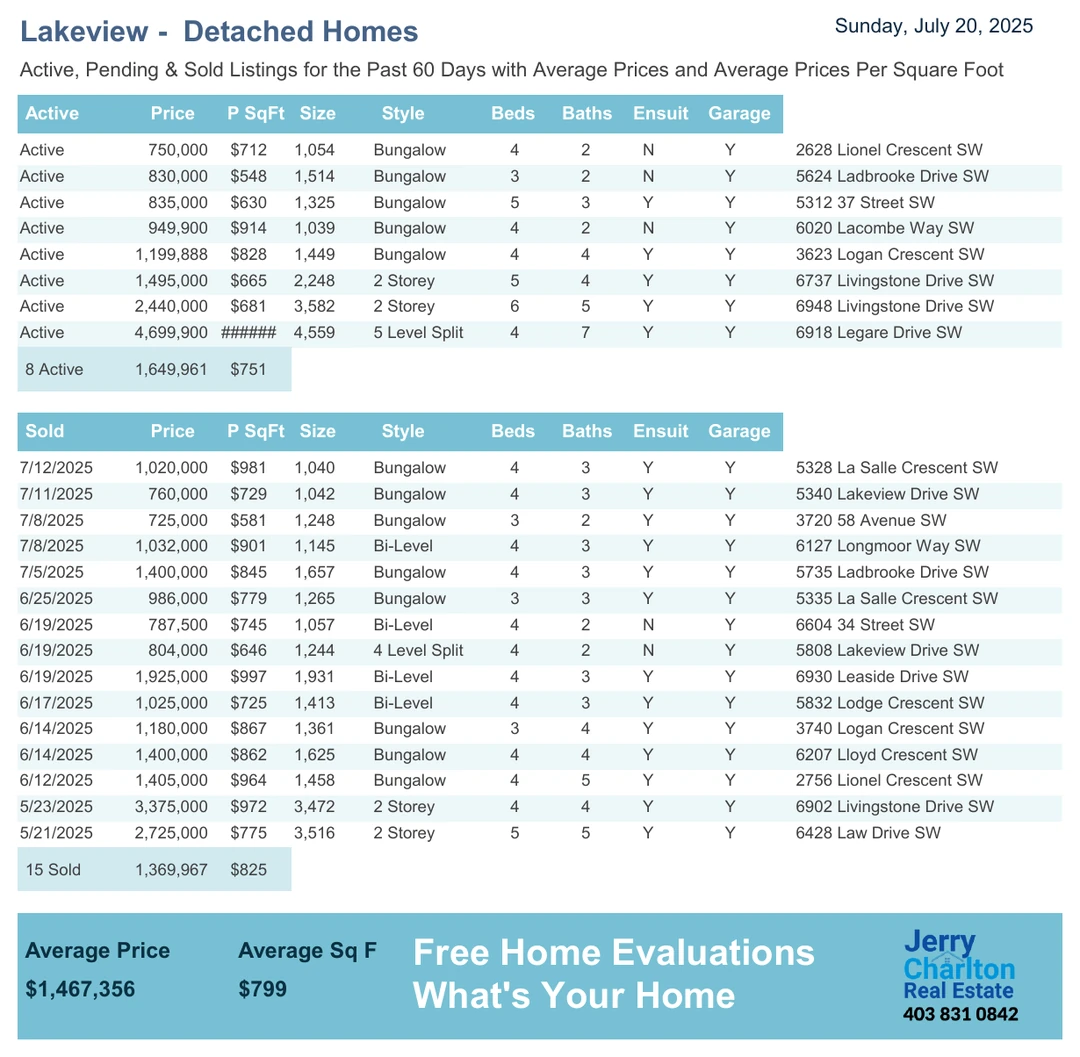 Lakeview -  Detached Homes
Sunday, July 20, 2025
Active, Pending & Sold Listings for the Past 60 Days with Average Prices and Average Prices Per Square Foot
Active Price P SqFt Size Style Beds Baths Ensuit Garage
Active 750,000 $712 1,054 Bungalow 4 2 N Y 2628 Lionel Crescent SW
Active 830,000 $548 1,514 Bungalow 3 2 N Y 5624 Ladbrooke Drive SW
Active 835,000 $630 1,325 Bungalow 5 3 Y Y 5312 37 Street SW
Active 949,900 $914 1,039 Bungalow 4 2 N Y 6020 Lacombe Way SW
Active 1,199,888 $828 1,449 Bungalow 4 4 Y Y 3623 Logan Crescent SW
Active 1,495,000 $665 2,248 2 Storey 5 4 Y Y 6737 Livingstone Drive SW
Active 2,440,000 $681 3,582 2 Storey 6 5 Y Y 6948 Livingstone Drive SW
Active 4,699,900 ###### 4,559 5 Level Split 4 7 Y Y 6918 Legare Drive SW
8 Active 1,649,961 $751
Sold Price P SqFt Size Style Beds Baths Ensuit Garage
7/12/2025 1,020,000 $981 1,040 Bungalow 4 3 Y Y 5328 La Salle Crescent SW
7/11/2025 760,000 $729 1,042 Bungalow 4 3 Y Y 5340 Lakeview Drive SW
7/8/2025 725,000 $581 1,248 Bungalow 3 2 Y Y 3720 58 Avenue SW
7/8/2025 1,032,000 $901 1,145 Bi-Level 4 3 Y Y 6127 Longmoor Way SW
7/5/2025 1,400,000 $845 1,657 Bungalow 4 3 Y Y 5735 Ladbrooke Drive SW
6/25/2025 986,000 $779 1,265 Bungalow 3 3 Y Y 5335 La Salle Crescent SW
6/19/2025 787,500 $745 1,057 Bi-Level 4 2 N Y 6604 34 Street SW
6/19/2025 804,000 $646 1,244 4 Level Split 4 2 N Y 5808 Lakeview Drive SW
6/19/2025 1,925,000 $997 1,931 Bi-Level 4 3 Y Y 6930 Leaside Drive SW
6/17/2025 1,025,000 $725 1,413 Bi-Level 4 3 Y Y 5832 Lodge Crescent SW
6/14/2025 1,180,000 $867 1,361 Bungalow 3 4 Y Y 3740 Logan Crescent SW
6/14/2025 1,400,000 $862 1,625 Bungalow 4 4 Y Y 6207 Lloyd Crescent SW
6/12/2025 1,405,000 $964 1,458 Bungalow 4 5 Y Y 2756 Lionel Crescent SW
5/23/2025 3,375,000 $972 3,472 2 Storey 4 4 Y Y 6902 Livingstone Drive SW
5/21/2025 2,725,000 $775 3,516 2 Storey 5 5 Y Y 6428 Law Drive SW
15 Sold 1,369,967 $825
Average Price Average Sq F
$1,467,356 $799
Free Home Evaluations
What's Your Home
Jerry
Charlton
Real Estate
403 831 0842